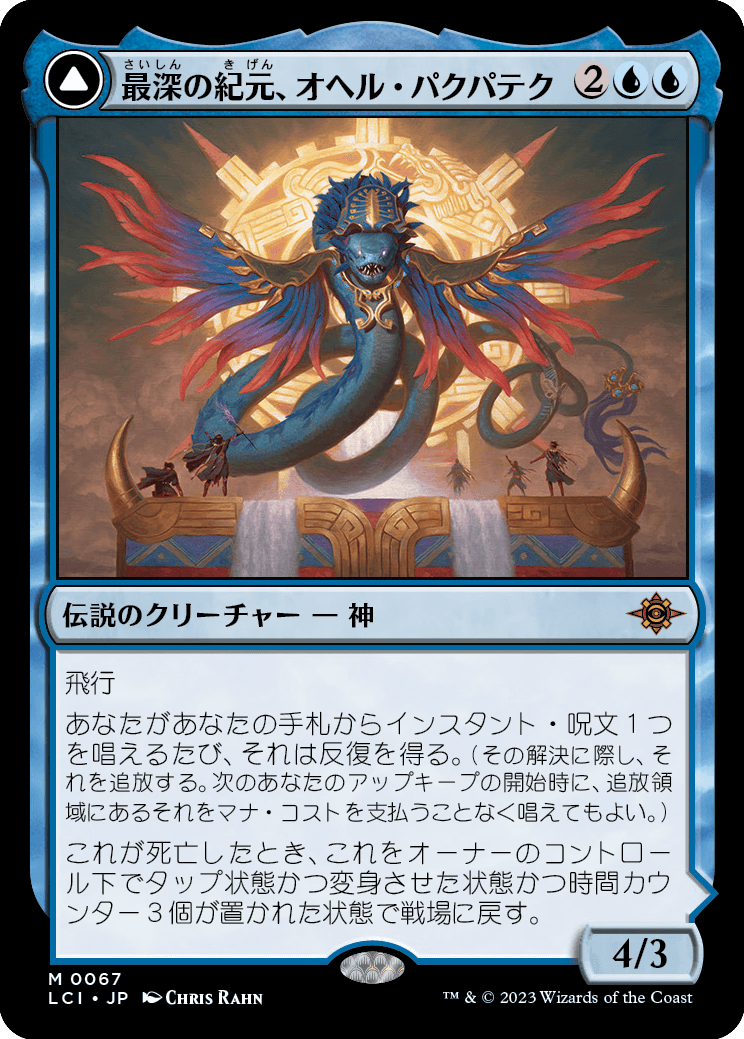 さいしん きげん
最深の紀元、オヘル・パクパテク 2
伝説のクリーチャー ― 神
飛行
あなたがあなたの手札からインスタント・呪文１つ
を唱えるたび、それは反復を得る。（その解決に際し、そ
れを追放する。次のあなたのアップキープの開始時に、追放領
域にあるそれをマナ・コストを支払うことなく唱えてもよい。）
これが死亡したとき、これをオーナーのコントロー
ル下でタップ状態かつ変身させた状態かつ時間カウ
ンター３個が置かれた状態で戦場に戻す。
4/3
M 0067
LCI • JP Chris Rahn
™ & © 2023 Wizards of the Coast